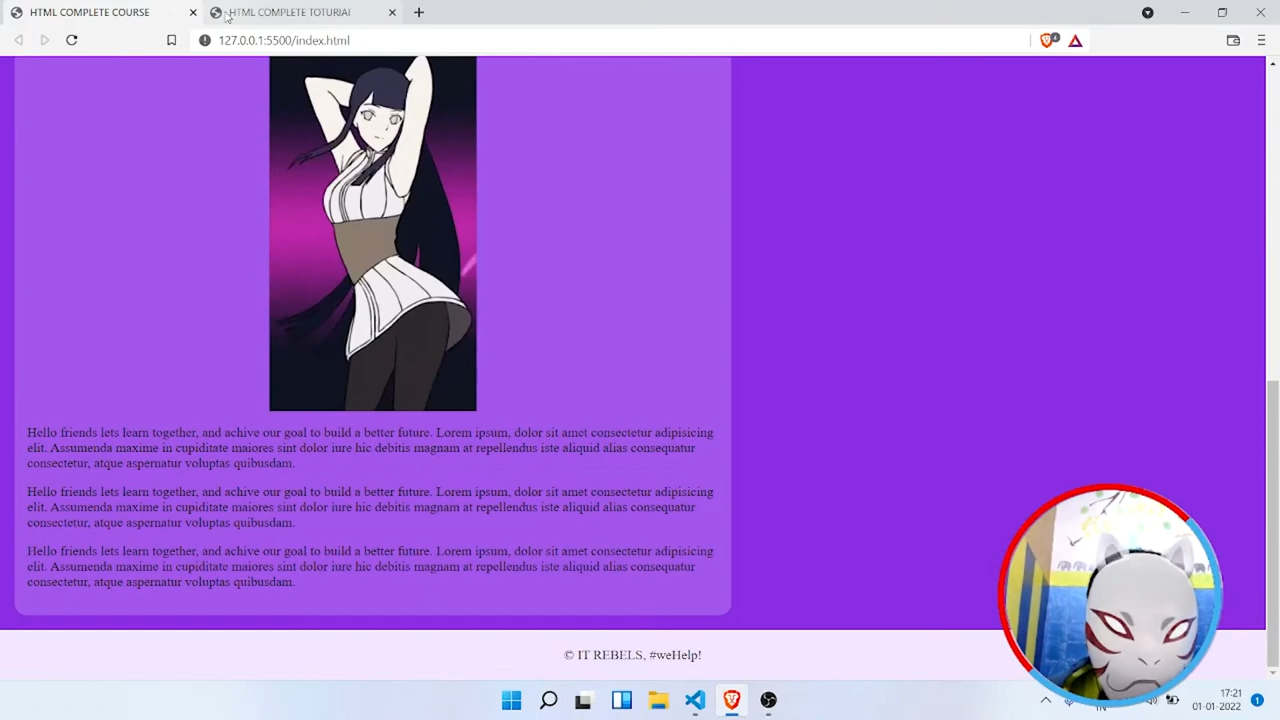 HTML COMPLETE COURSE
HTML COMPLETE TOTURIAL
127.0.0.1:5500/index.html
4
Hello friends lets learn together, and achive our goal to build a better future. Lorem ipsum, dolor sit amet consectetur adipisicing
elit. Assumenda maxime in cupiditate maiores sint dolor iure hic debitis magnam at repellendus iste aliquid alias consequatur
consectetur, atque aspernatur voluptas quibusdam.
Hello friends lets learn together, and achive our goal to build a better future. Lorem ipsum, dolor sit amet consectetur adipisicing
elit. Assumenda maxime in cupiditate maiores sint dolor iure hic debitis magnam at repellendus iste aliquid alias consequatur
consectetur, atque aspernatur voluptas quibusdam.
Hello friends lets learn together, and achive our goal to build a better future. Lorem ipsum, dolor sit amet consectetur adipisicing
elit. Assumenda maxime in cupiditate maiores sint dolor iure hic debitis magnam at repellendus iste aliquid alias consequatur
consectetur, atque aspernatur voluptas quibusdam.
© IT REBELS, #weHelp!
17:21
01-01-2022
1